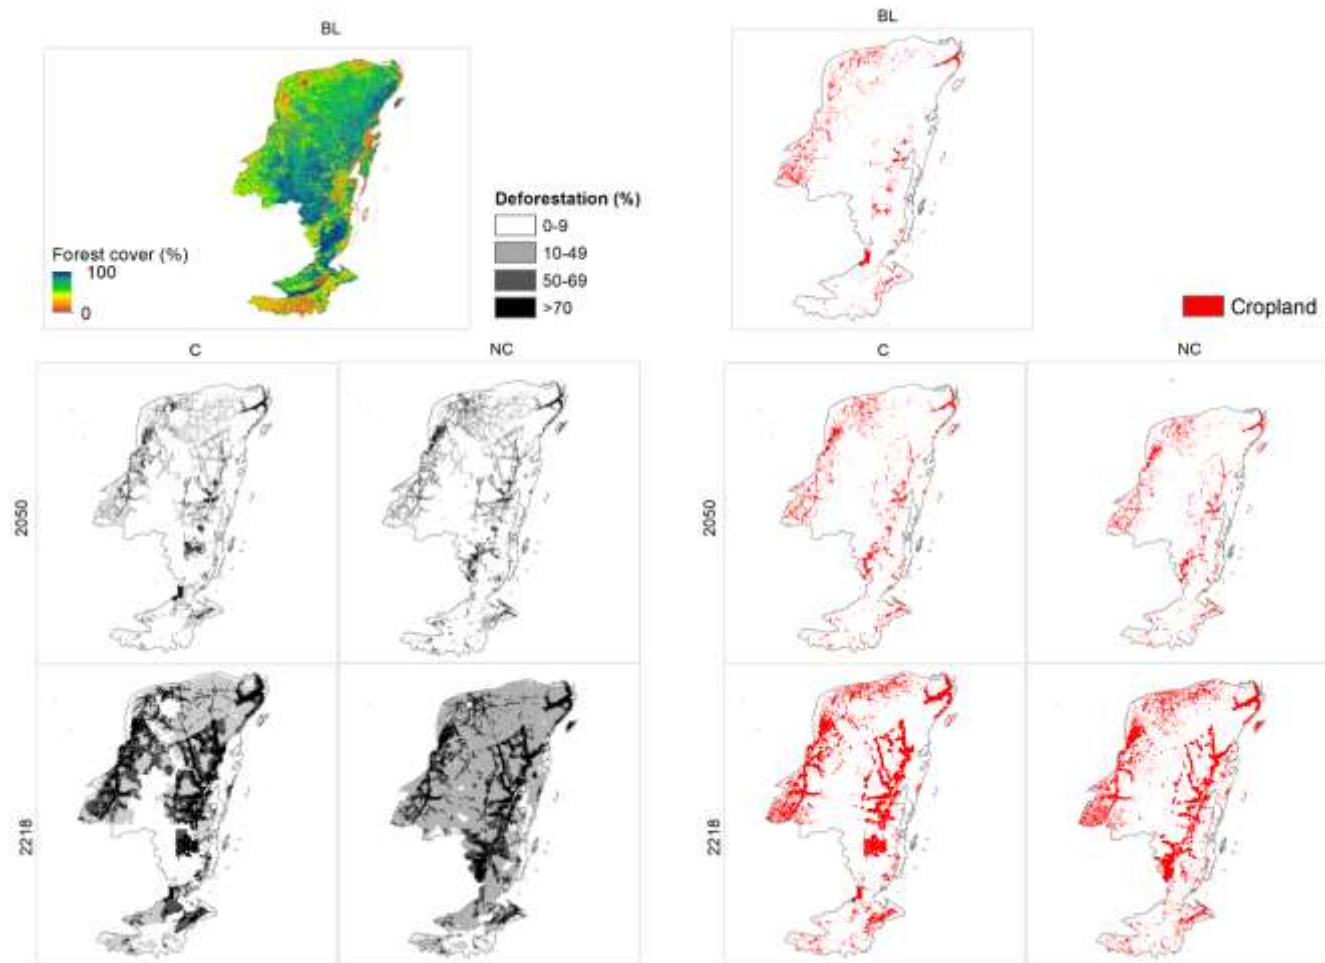 BL
BL
Forest cover (%)
100
0
Deforestation (%)
0-9
10-49
50-69
>70
Cropland
C
NC
C
NC
2050
2050
2218
2218